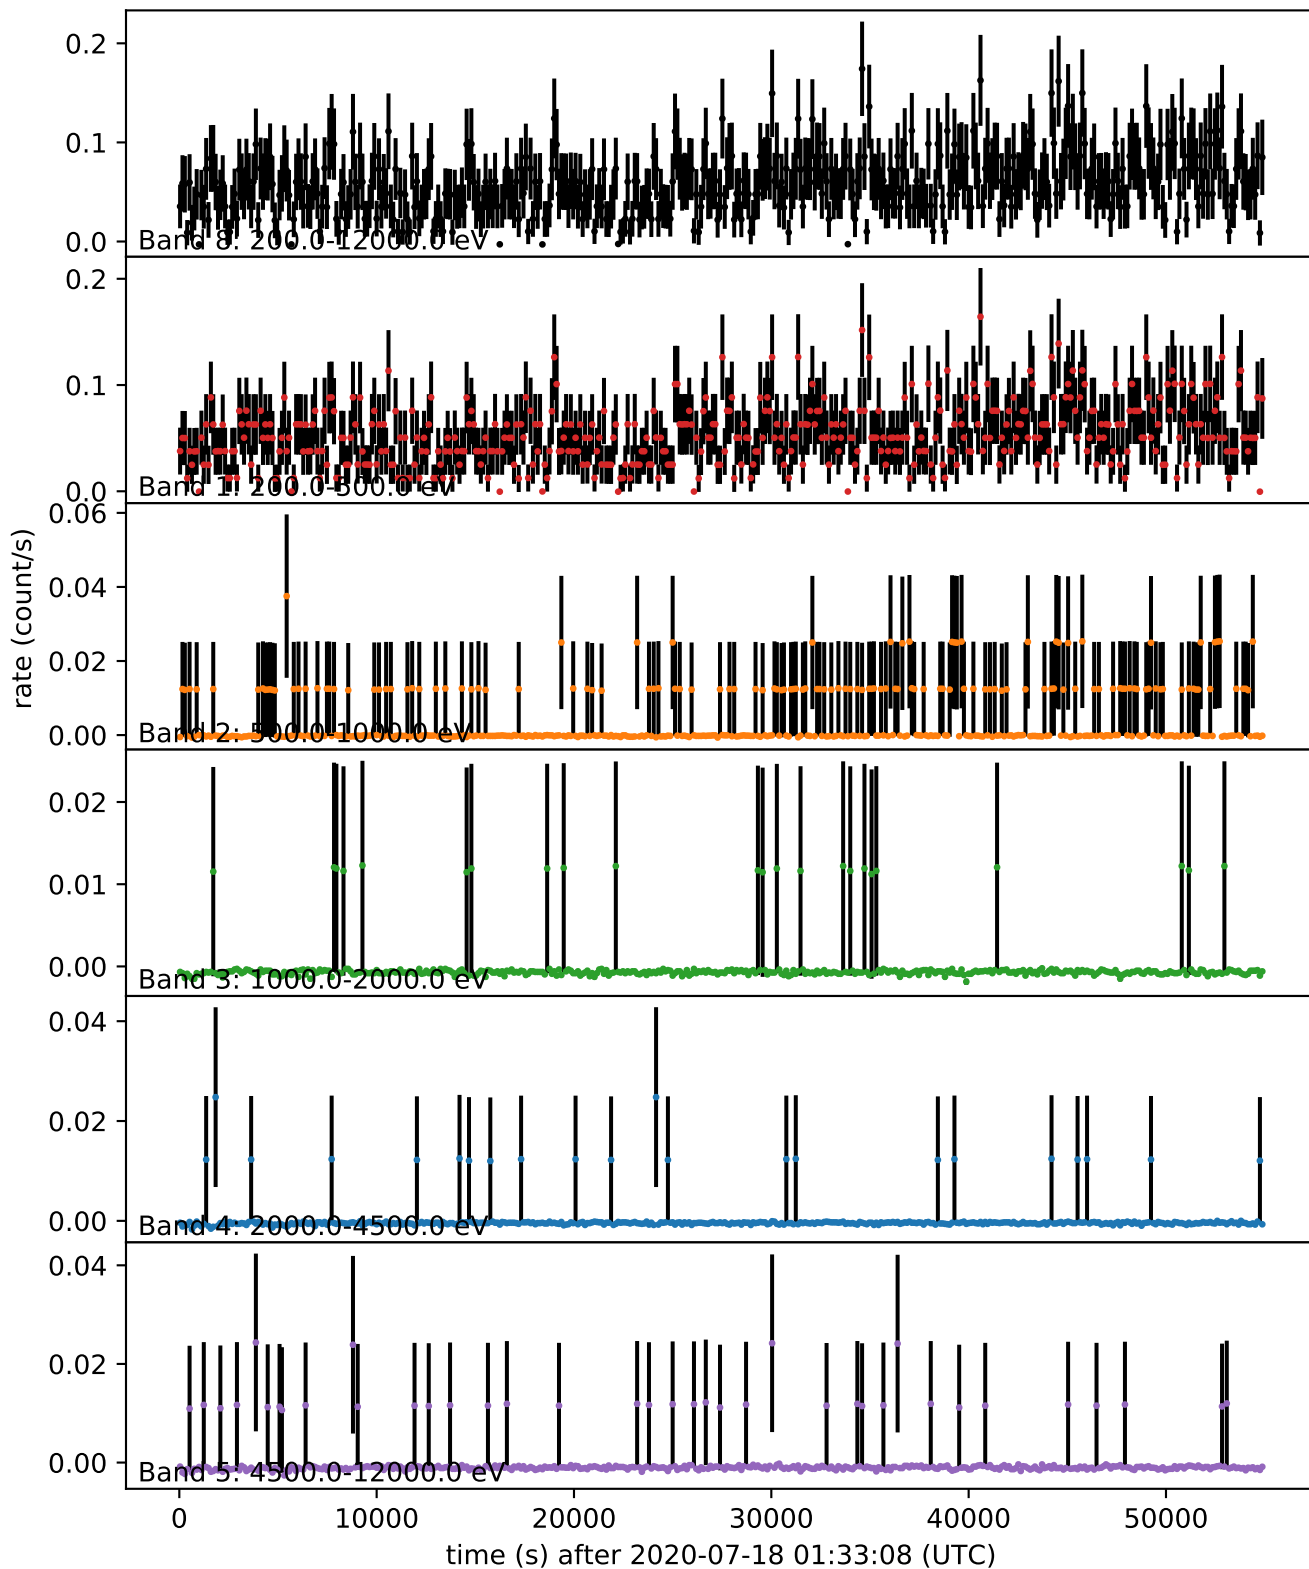 0.2
0.1
0.0
Band 8: 200.0-12000.0 eV
0.2
0.1
0.0
Band 1: 200.0-500.0 eV
0.06
0.04
0.02
0.00
Band 2: 500.0-1000.0 eV
rate (count/s)
0.02
0.01
0.00
Band 3: 1000.0-2000.0 eV
0.04
0.02
0.00
Band 4: 2000.0-4500.0 eV
0.04
0.02
0.00
Band 5: 4500.0-12000.0 eV
0 10000 20000 30000 40000 50000
time (s) after 2020-07-18 01:33:08 (UTC)